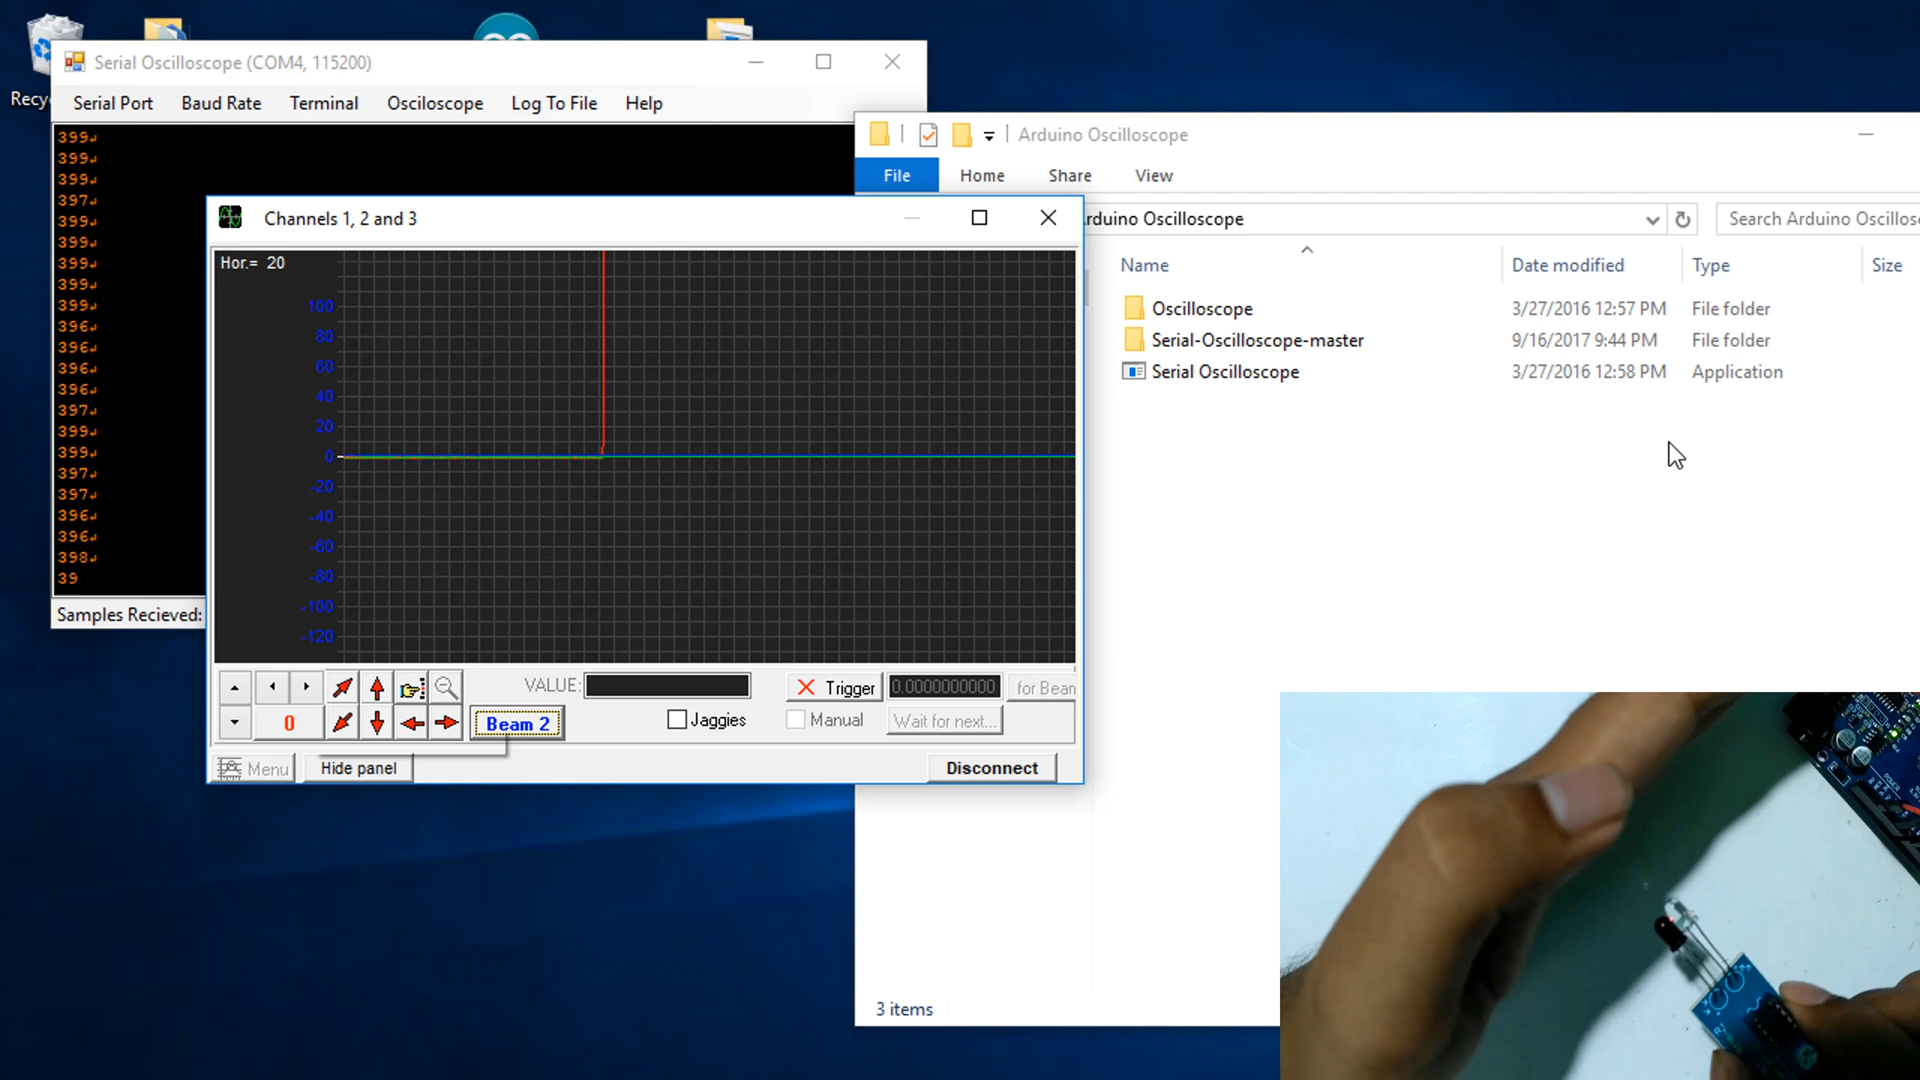 Serial Oscilloscope (COM4, 115200)
Serial Port Baud Rate Terminal Osciloscope Log To File Help
399
399
399
397
399
399
399
399
399
396
396
396
396
397
399
399
397
397
396
396
398
39
Samples Recieved:
Channels 1, 2 and 3
Hor.= 20
100
80
60
40
20
0
-20
-40
-60
-80
-100
-120
VALUE:
Trigger 0.0000000000 for Beam
0 Beam 2 Jaggies Manual Wait for next...
Menu Hide panel Disconnect
Arduino Oscilloscope
File Home Share View
rduino Oscilloscope Search Arduino Oscillos
Name Date modified Type Size
Oscilloscope 3/27/2016 12:57 PM File folder
Serial-Oscilloscope-master 9/16/2017 9:44 PM File folder
Serial Oscilloscope 3/27/2016 12:58 PM Application
3 items